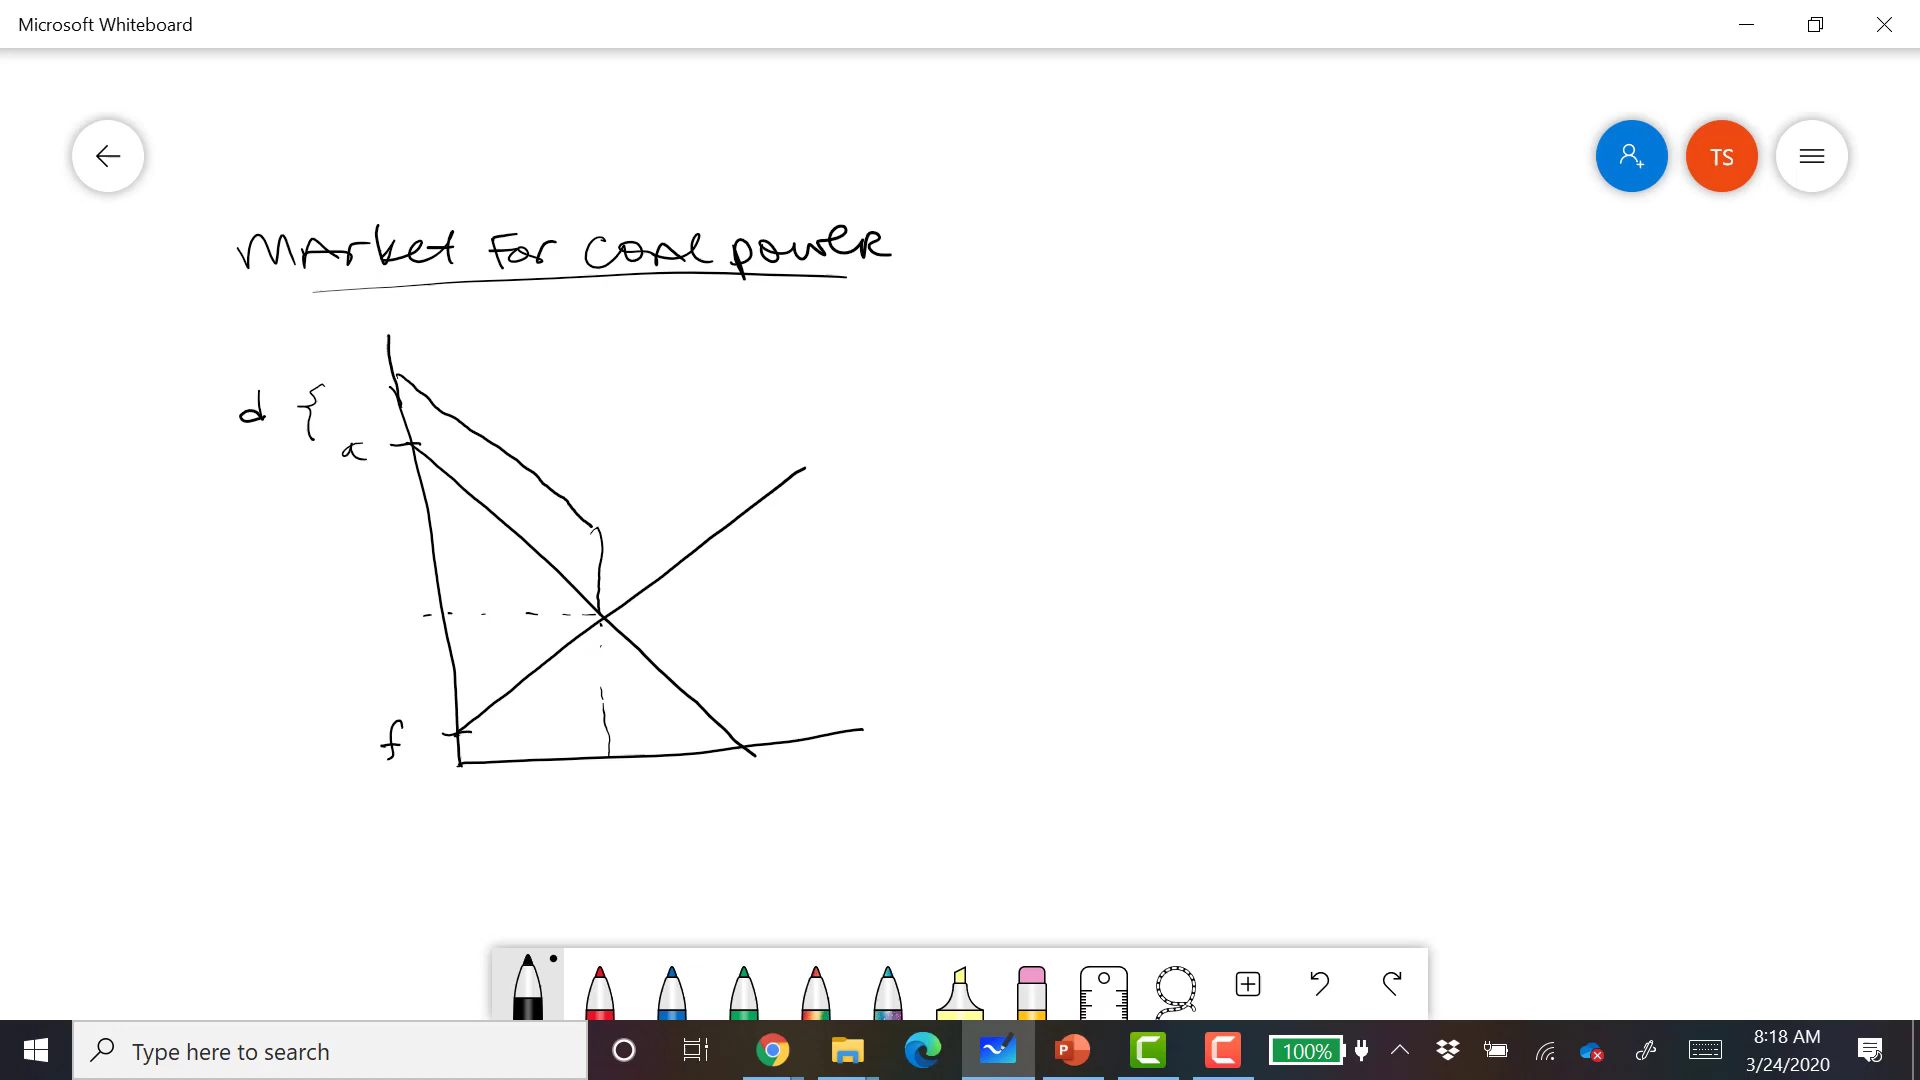 Microsoft Whiteboard
TS
Market For coal power
d {
a
f
Type here to search
100%
8:18 AM
3/24/2020